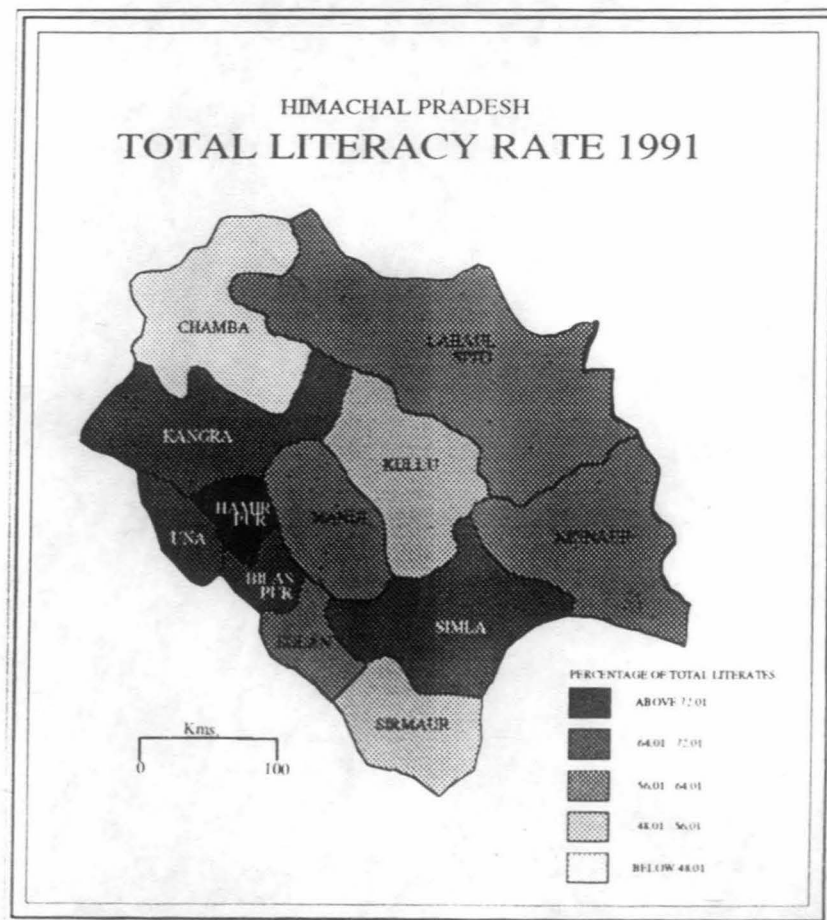 HIMACHAL PRADESH
TOTAL LITERACY RATE 1991
CHAMBA
LAHAUL
SPITI
KANGRA
KULLU
HAMIR
PUR
MANDI
UNA
KINNAUR
BILAS
PUR
SIMLA
SOLAN
SIRMAUR
PERCENTAGE OF TOTAL LITERATES
ABOVE 72.01
64.01 - 72.01
56.01 - 64.01
48.01 - 56.01
BELOW 48.01
Kms.
0 100